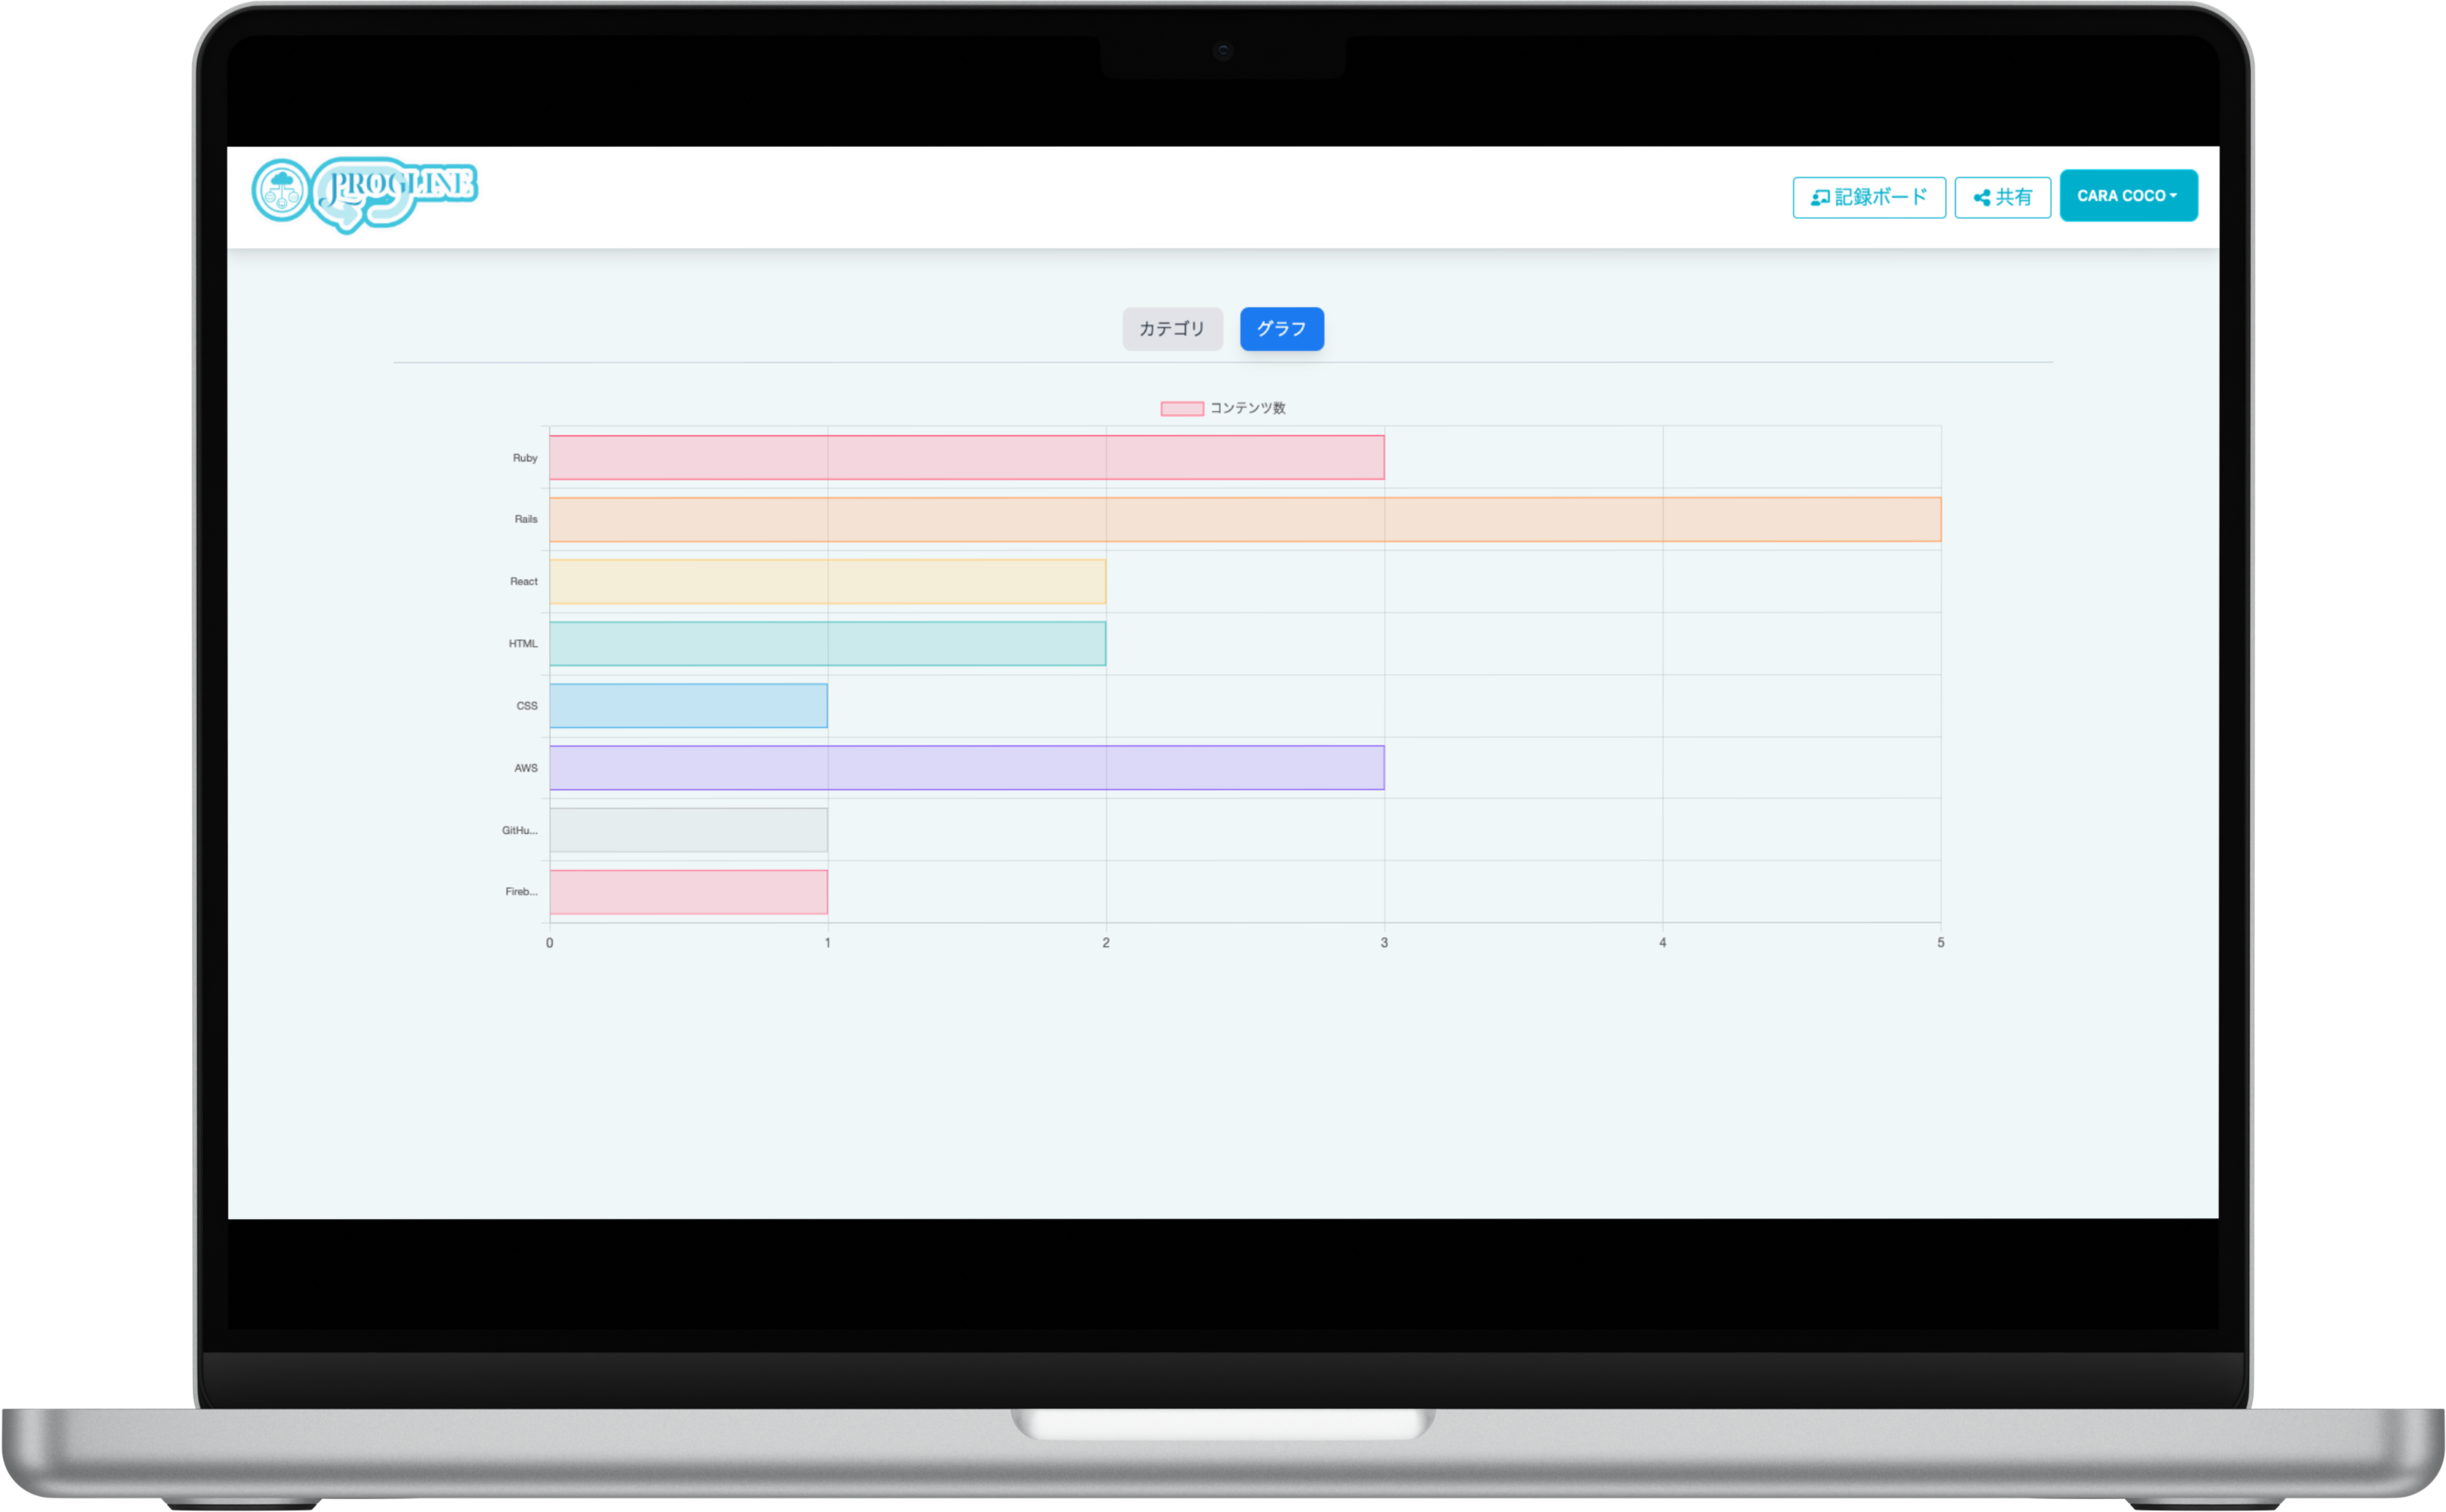 PROGLINE
記録ボード
共有
CARA COCO
カテゴリ
グラフ
コンテンツ数
Ruby
Rails
React
HTML
CSS
AWS
GitHu...
Fireb...
0 1 2 3 4 5